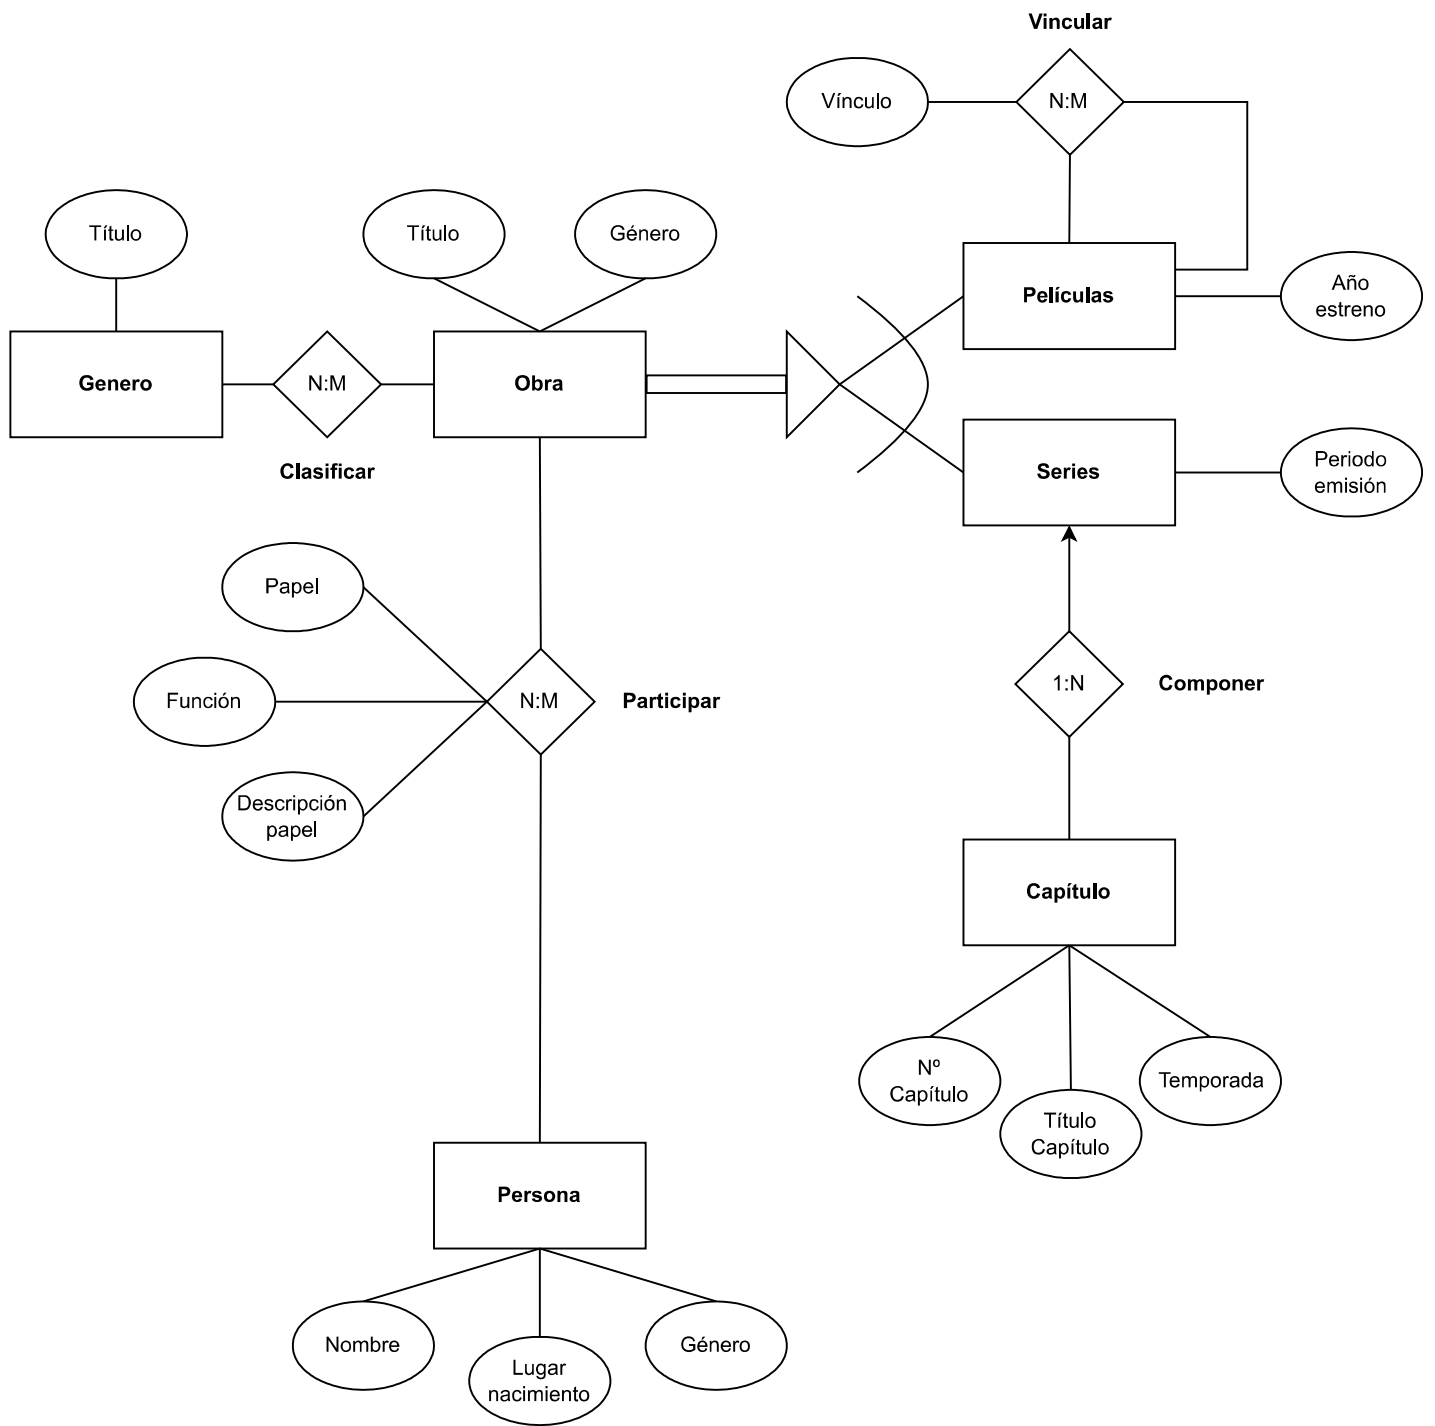 Vincular
Vínculo
N:M
Título
Título
Género
Películas
Año
estreno
Genero
N:M
Obra
Clasificar
Series
Periodo
emisión
Papel
Función
N:M
Participar
1:N
Componer
Descripción
papel
Capítulo
Nº
Capítulo
Título
Capítulo
Temporada
Persona
Nombre
Lugar
nacimiento
Género